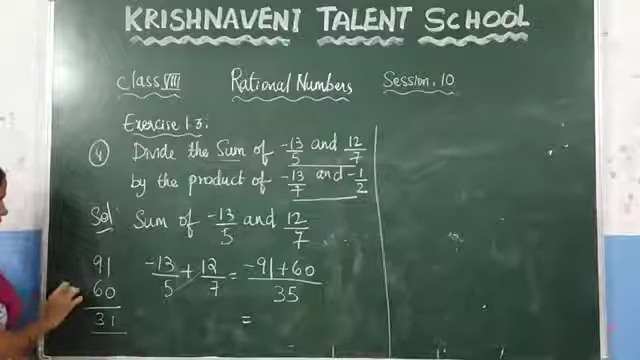 KRISHNAVENI TALENT SCHOOL
Class VIII Rational Numbers Session. 10
Exercise 1.3.
(4) Divide the Sum of -13/5 and 12/7
by the product of -13/7 and -1/2
Sol Sum of -13/5 and 12/7
-13/5 + 12/7 = -91+60/35
=
91
60
31